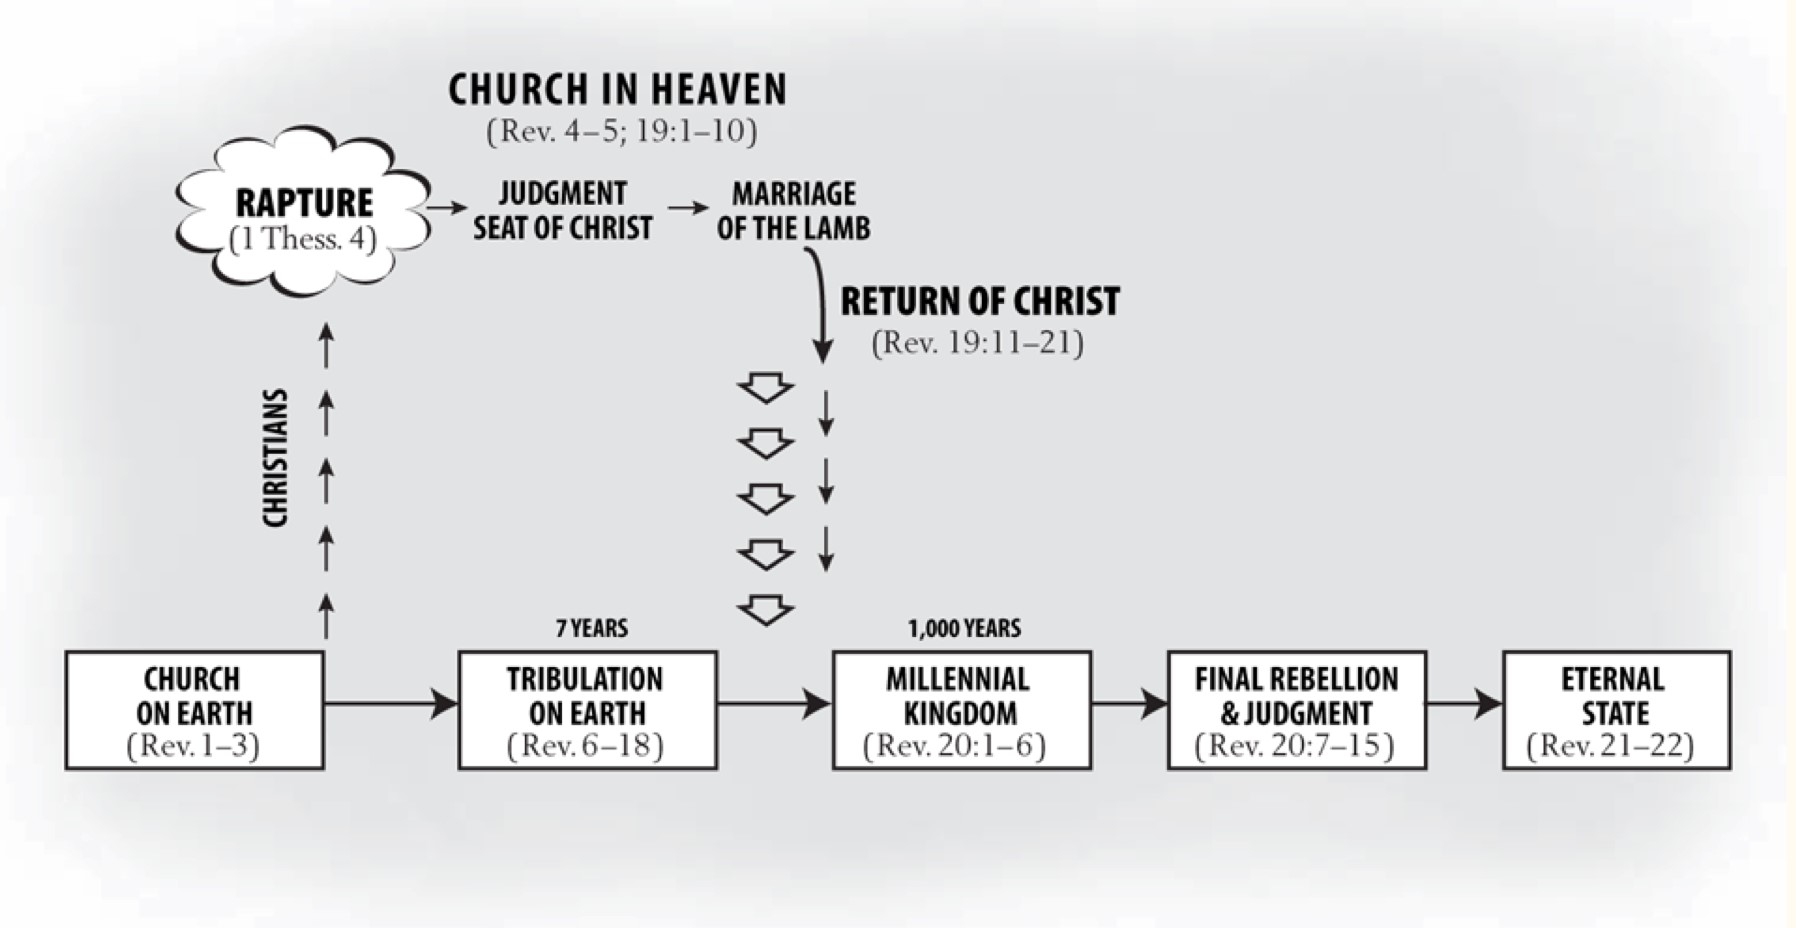 CHURCH IN HEAVEN
(Rev. 4–5; 19:1–10)
RAPTURE
(1 Thess. 4)
JUDGMENT
SEAT OF CHRIST
MARRIAGE
OF THE LAMB
RETURN OF CHRIST
(Rev. 19:11–21)
CHRISTIANS
7 YEARS
1,000 YEARS
CHURCH
ON EARTH
(Rev. 1–3)
TRIBULATION
ON EARTH
(Rev. 6–18)
MILLENNIAL
KINGDOM
(Rev. 20:1–6)
FINAL REBELLION
& JUDGMENT
(Rev. 20:7–15)
ETERNAL
STATE
(Rev. 21–22)